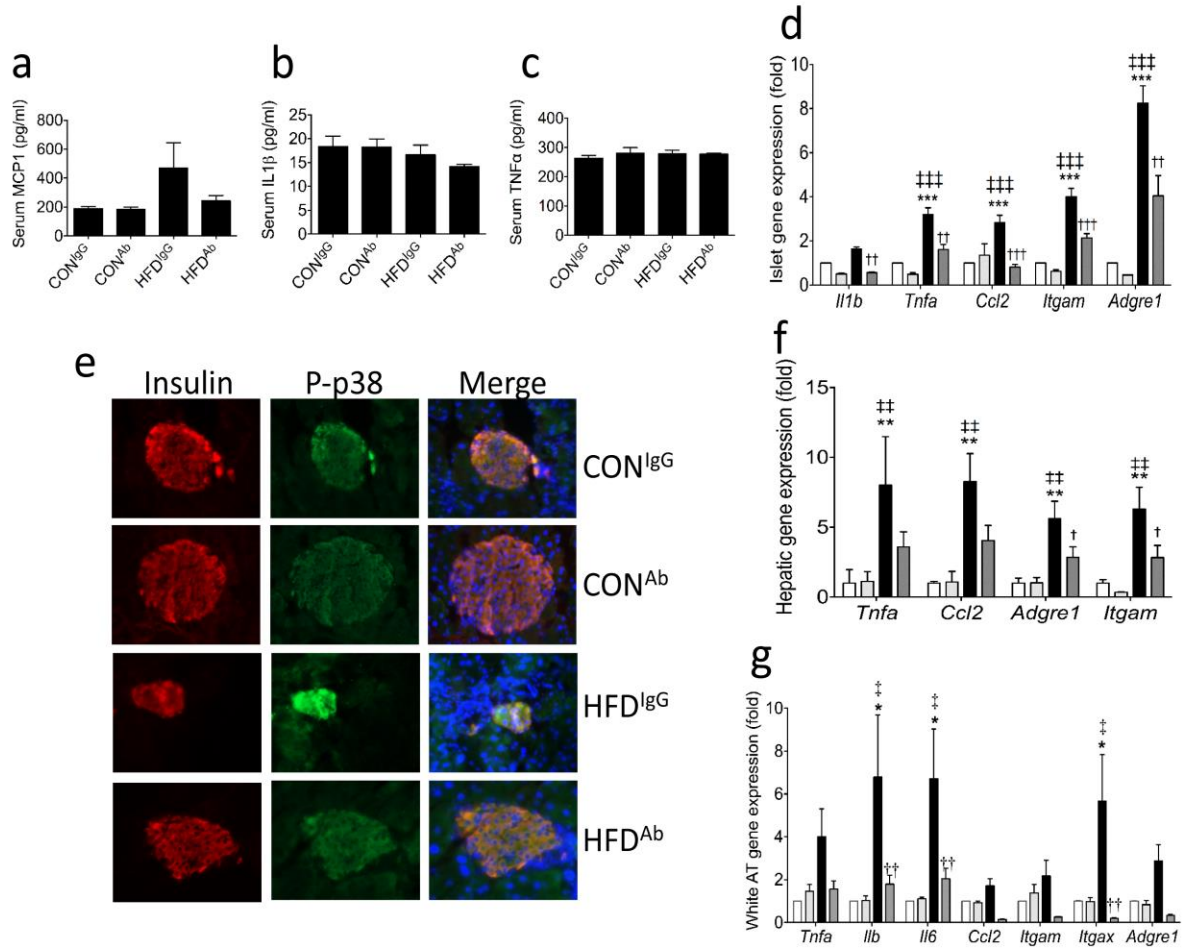 a
Serum MCP1 (pg/ml)
800
600
400
200
0
CONIgG
CONAb
HFDIgG
HFDAb
b
Serum IL1β (pg/ml)
25
20
15
10
5
0
CONIgG
CONAb
HFDIgG
HFDAb
c
Serum TNFα (pg/ml)
400
300
200
100
0
CONIgG
CONAb
HFDIgG
HFDAb
d
Islet gene expression (fold)
10
8
6
4
2
0
†† ‡‡‡ *** †† ‡‡‡ *** ††† ‡‡‡ *** ††† ‡‡‡ *** ††
Il1b Tnfa Ccl2 Itgam Adgre1
e
Insulin P-p38 Merge
CONIgG
CONAb
HFDIgG
HFDAb
f
Hepatic gene expression (fold)
15
10
5
0
‡‡ ** ‡‡ ** ‡‡ ** † ‡‡ ** †
Tnfa Ccl2 Adgre1 Itgam
g
White AT gene expression (fold)
10
8
6
4
2
0
‡ * †† ‡ * †† ‡ * ††
Tnfa Ilb Il6 Ccl2 Itgam Itgax Adgre1